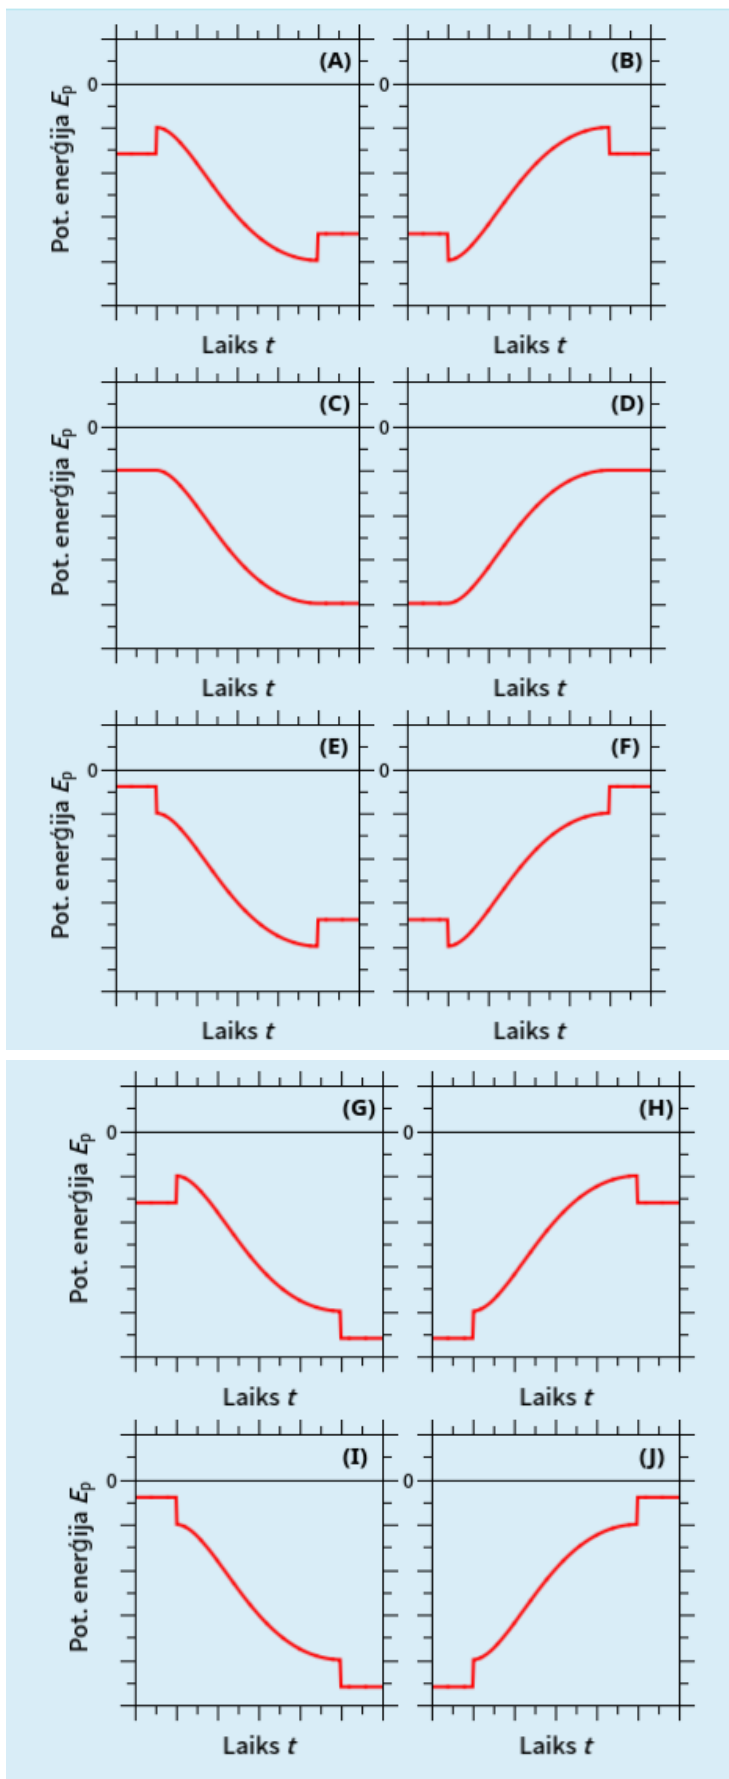 (A) (B)
0 0
Pot. enerģija Eₚ
Laiks t Laiks t
(C) (D)
0 0
Pot. enerģija Eₚ
Laiks t Laiks t
(E) (F)
0 0
Pot. enerģija Eₚ
Laiks t Laiks t
(G) (H)
0 0
Pot. enerģija Eₚ
Laiks t Laiks t
(I) (J)
0 0
Pot. enerģija Eₚ
Laiks t Laiks t